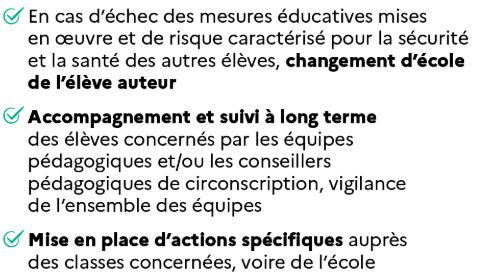 En cas d’échec des mesures éducatives mises
en œuvre et de risque caractérisé pour la sécurité
et la santé des autres élèves, changement d’école
de l’élève auteur
Accompagnement et suivi à long terme
des élèves concernés par les équipes
pédagogiques et/ou les conseillers
pédagogiques de circonscription, vigilance
de l’ensemble des équipes
Mise en place d’actions spécifiques auprès
des classes concernées, voire de l’école